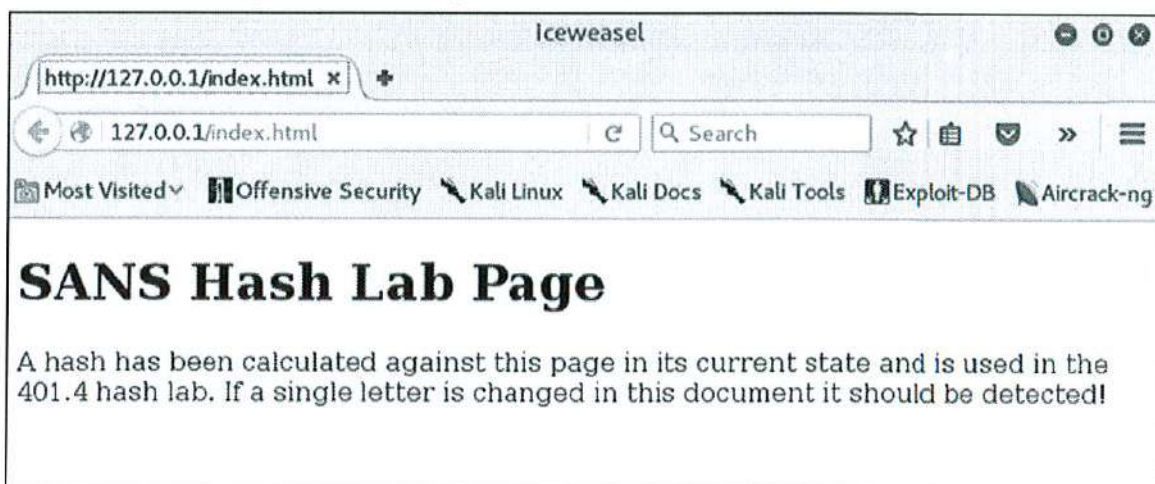 Iceweasel
http://127.0.0.1/index.html
127.0.0.1/index.html Search
Most Visited Offensive Security Kali Linux Kali Docs Kali Tools Exploit-DB Aircrack-ng
SANS Hash Lab Page
A hash has been calculated against this page in its current state and is used in the
401.4 hash lab. If a single letter is changed in this document it should be detected!